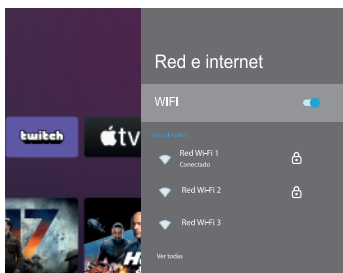 Red e internet
WIFI
Red Wi-Fi 1
Conectado
Red Wi-Fi 2
Red Wi-Fi 3
Ver todas
twitch
tv
17